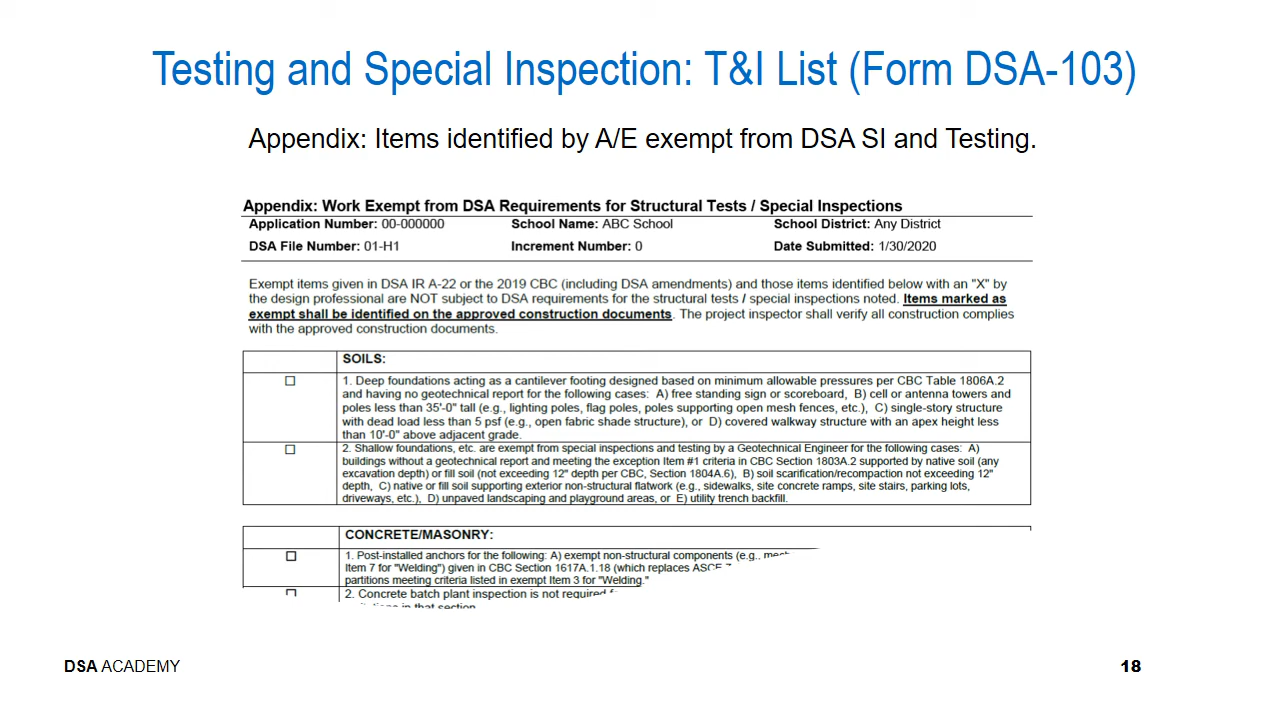 Testing and Special Inspection: T&I List (Form DSA-103)
Appendix: Items identified by A/E exempt from DSA SI and Testing.
Appendix: Work Exempt from DSA Requirements for Structural Tests / Special Inspections
Application Number: 00-000000 School Name: ABC School School District: Any District
DSA File Number: 01-H1 Increment Number: 0 Date Submitted: 1/30/2020
Exempt items given in DSA IR A-22 or the 2019 CBC (including DSA amendments) and those items identified below with an "X" by
the design professional are NOT subject to DSA requirements for the structural tests / special inspections noted. Items marked as
exempt shall be identified on the approved construction documents. The project inspector shall verify all construction complies
with the approved construction documents.
SOILS:
1. Deep foundations acting as a cantilever footing designed based on minimum allowable pressures per CBC Table 1806A.2
and having no geotechnical report for the following cases: A) free standing sign or scoreboard, B) cell or antenna towers and
poles less than 35'-0" tall (e.g., lighting poles, flag poles, poles supporting open mesh fences, etc.), C) single-story structure
with dead load less than 5 psf (e.g., open fabric shade structure), or D) covered walkway structure with an apex height less
than 10'-0" above adjacent grade.
2. Shallow foundations, etc. are exempt from special inspections and testing by a Geotechnical Engineer for the following cases: A)
buildings without a geotechnical report and meeting the exception Item #1 criteria in CBC Section 1803A.2 supported by native soil (any
excavation depth) or fill soil (not exceeding 12" depth per CBC, Section 1804A.6), B) soil scarification/recompaction not exceeding 12"
depth, C) native or fill soil supporting exterior non-structural flatwork (e.g., sidewalks, site concrete ramps, site stairs, parking lots,
driveways, etc.), D) unpaved landscaping and playground areas, or E) utility trench backfill.
CONCRETE/MASONRY:
1. Post-installed anchors for the following: A) exempt non-structural components (e.g.,
Item 7 for "Welding") given in CBC Section 1617A.1.18 (which replaces ASCE 7
partitions meeting criteria listed in exempt Item 3 for "Welding."
2. Concrete batch plant inspection is not required
in that section
DSA ACADEMY
18